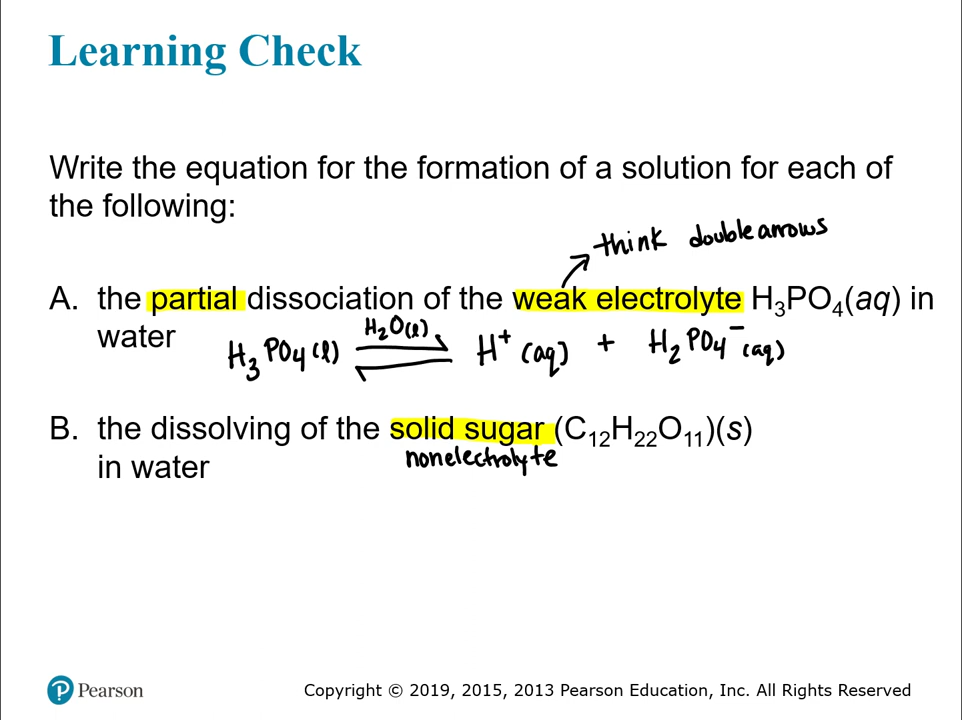 Learning Check
Write the equation for the formation of a solution for each of
the following:
think double arrows
A. the partial dissociation of the weak electrolyte H₃PO₄(aq) in
water
H₂O(l)
H₃PO₄(l) ⇌ H⁺(aq) + H₂PO₄⁻(aq)
B. the dissolving of the solid sugar (C₁₂H₂₂O₁₁)(s)
in water
nonelectrolyte
Pearson
Copyright © 2019, 2015, 2013 Pearson Education, Inc. All Rights Reserved